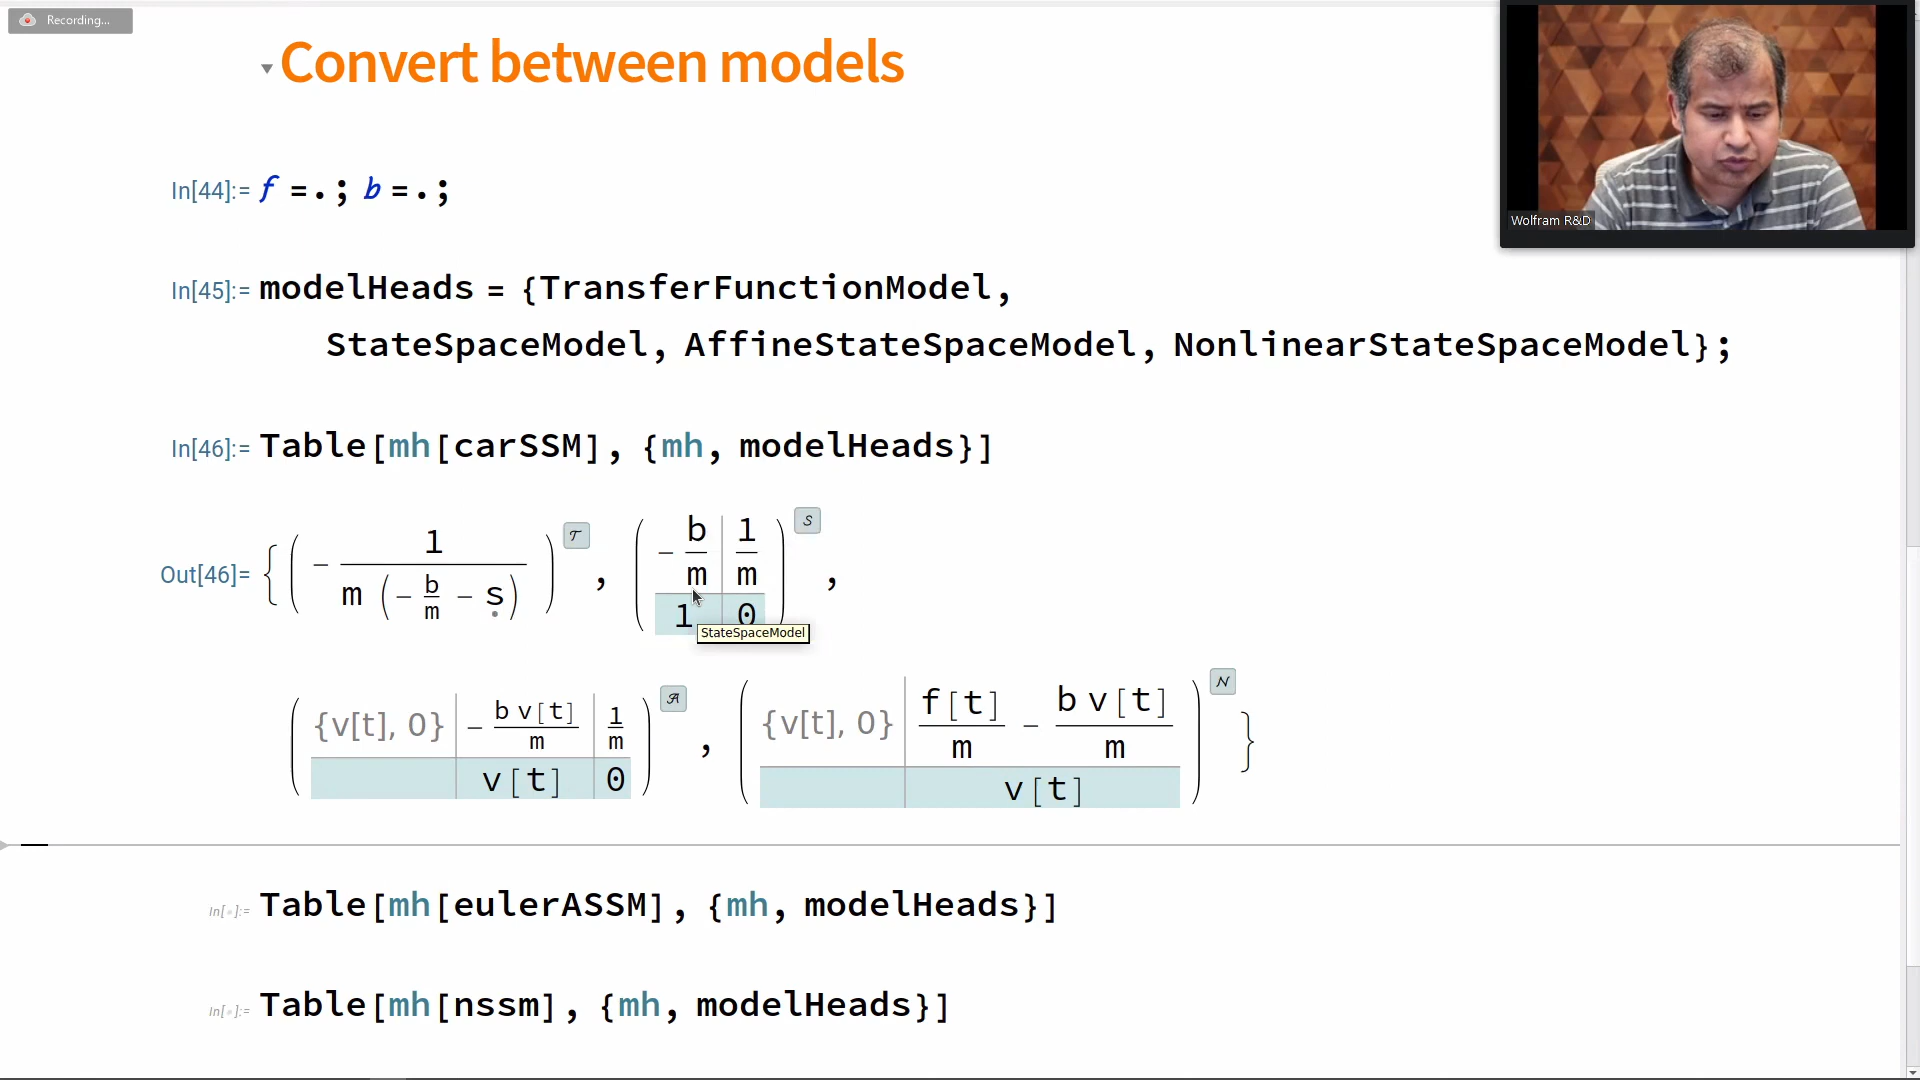 Recording...
Convert between models
Wolfram R&D
In[44]:= f =.; b =.;
In[45]:= modelHeads = {TransferFunctionModel,
StateSpaceModel, AffineStateSpaceModel, NonlinearStateSpaceModel};
In[46]:= Table[mh[carSSM], {mh, modelHeads}]
Out[46]= { ( - 1 / m (- b/m - s) ) 𝒯 , ( - b/m | 1/m
1 | 0 ) 𝒮 ,
StateSpaceModel
( {v[t], 0} | - b v[t]/m | 1/m
v[t] | 0 ) 𝒜 , ( {v[t], 0} | f[t]/m - b v[t]/m
v[t] ) 𝒩 }
In[◦]:= Table[mh[eulerASSM], {mh, modelHeads}]
In[◦]:= Table[mh[nssm], {mh, modelHeads}]